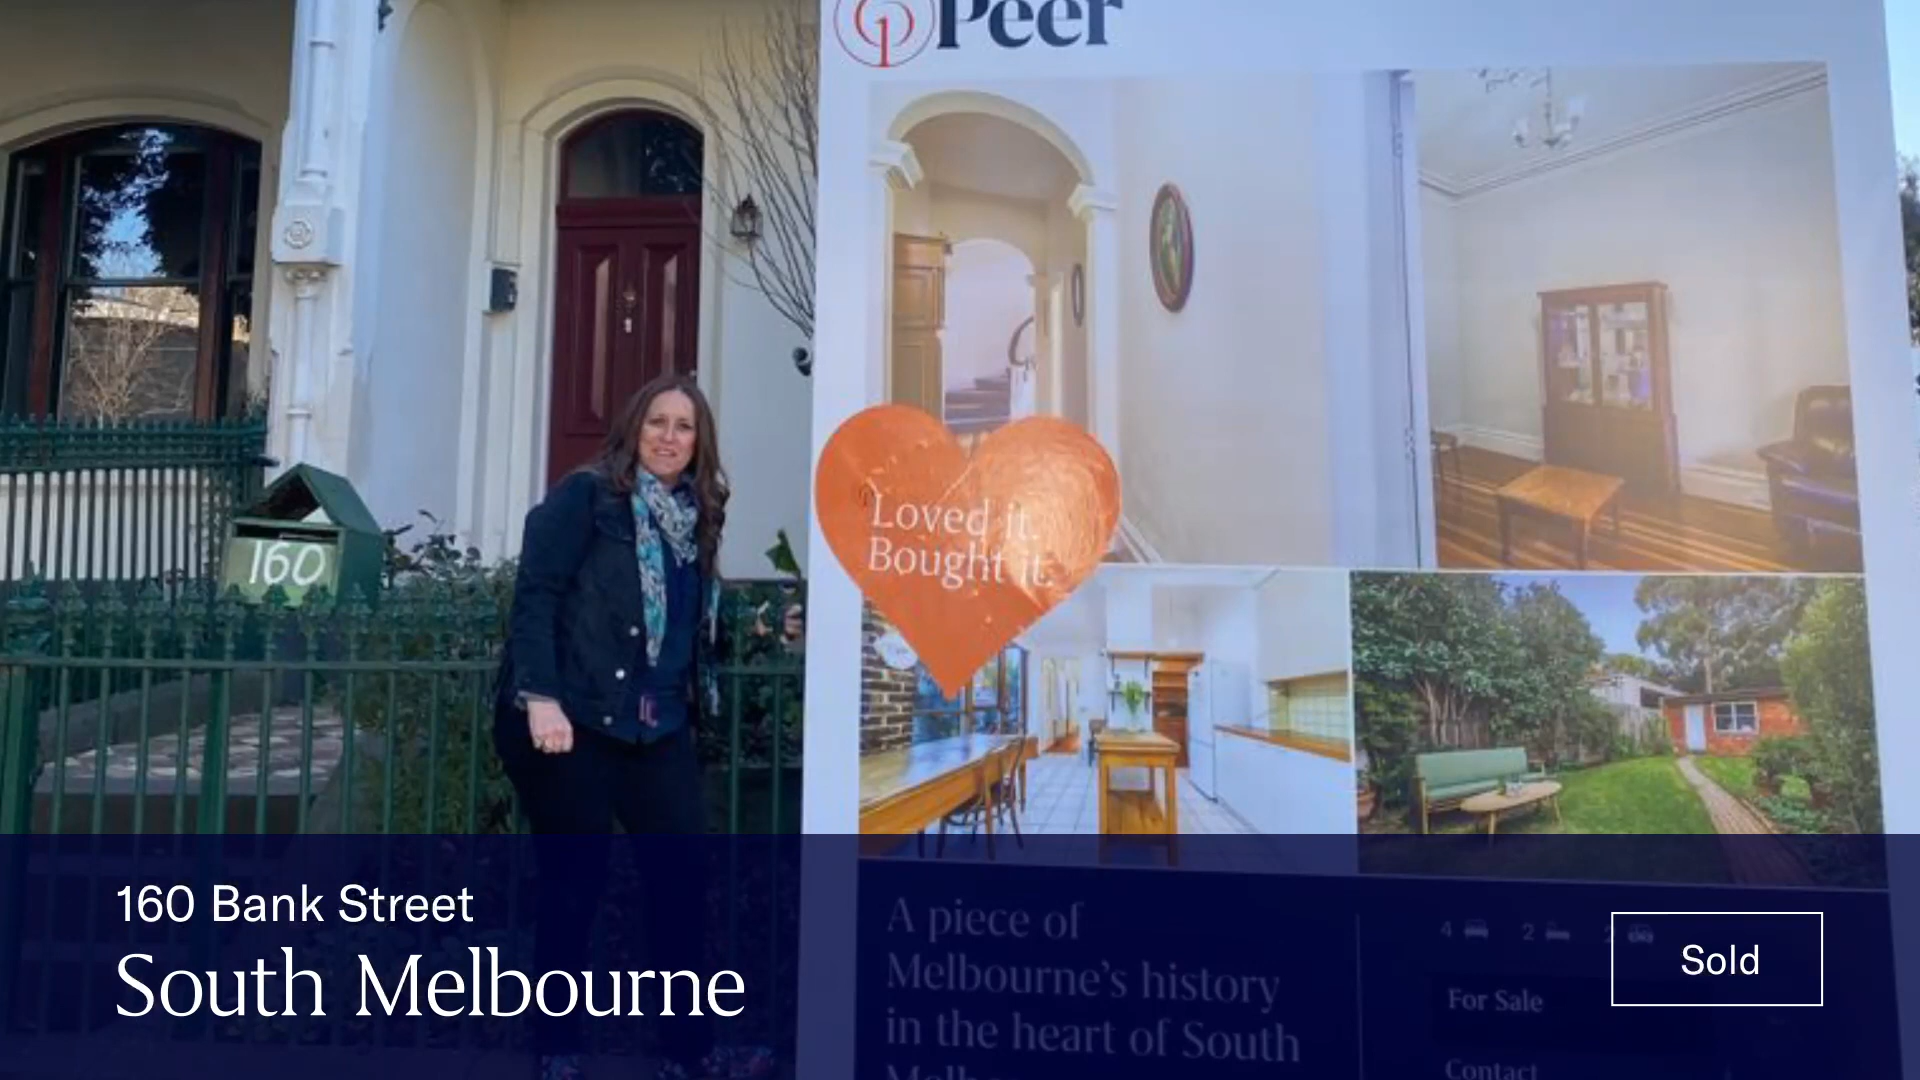 Peer
160
Loved it.
Bought it.
A piece of
Melbourne's history
in the heart of South
4 2 2
For Sale
Contact
160 Bank Street
South Melbourne
Sold